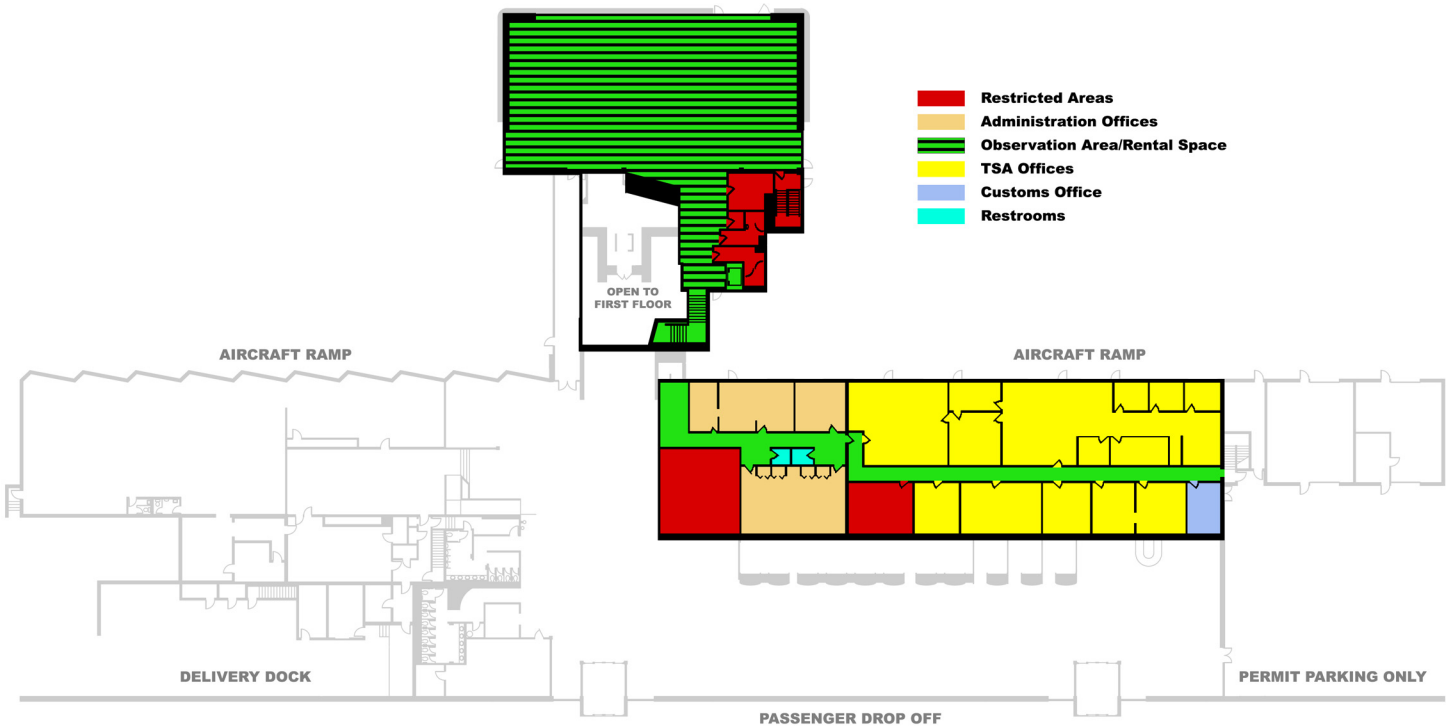 Restricted Areas
Administration Offices
Observation Area/Rental Space
TSA Offices
Customs Office
Restrooms
OPEN TO
FIRST FLOOR
AIRCRAFT RAMP
AIRCRAFT RAMP
DELIVERY DOCK
PERMIT PARKING ONLY
PASSENGER DROP OFF